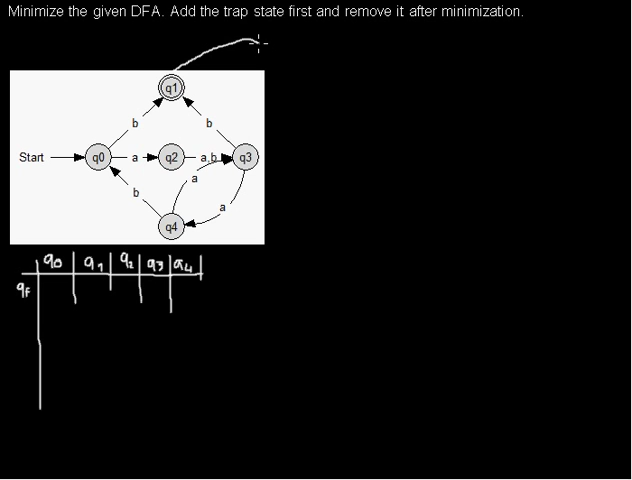 Minimize the given DFA. Add the trap state first and remove it after minimization.
q1
b
b
Start
q0
a
q2
a,b
q3
a
b
a
q4
q0 q1 q2 q3 q4
qf